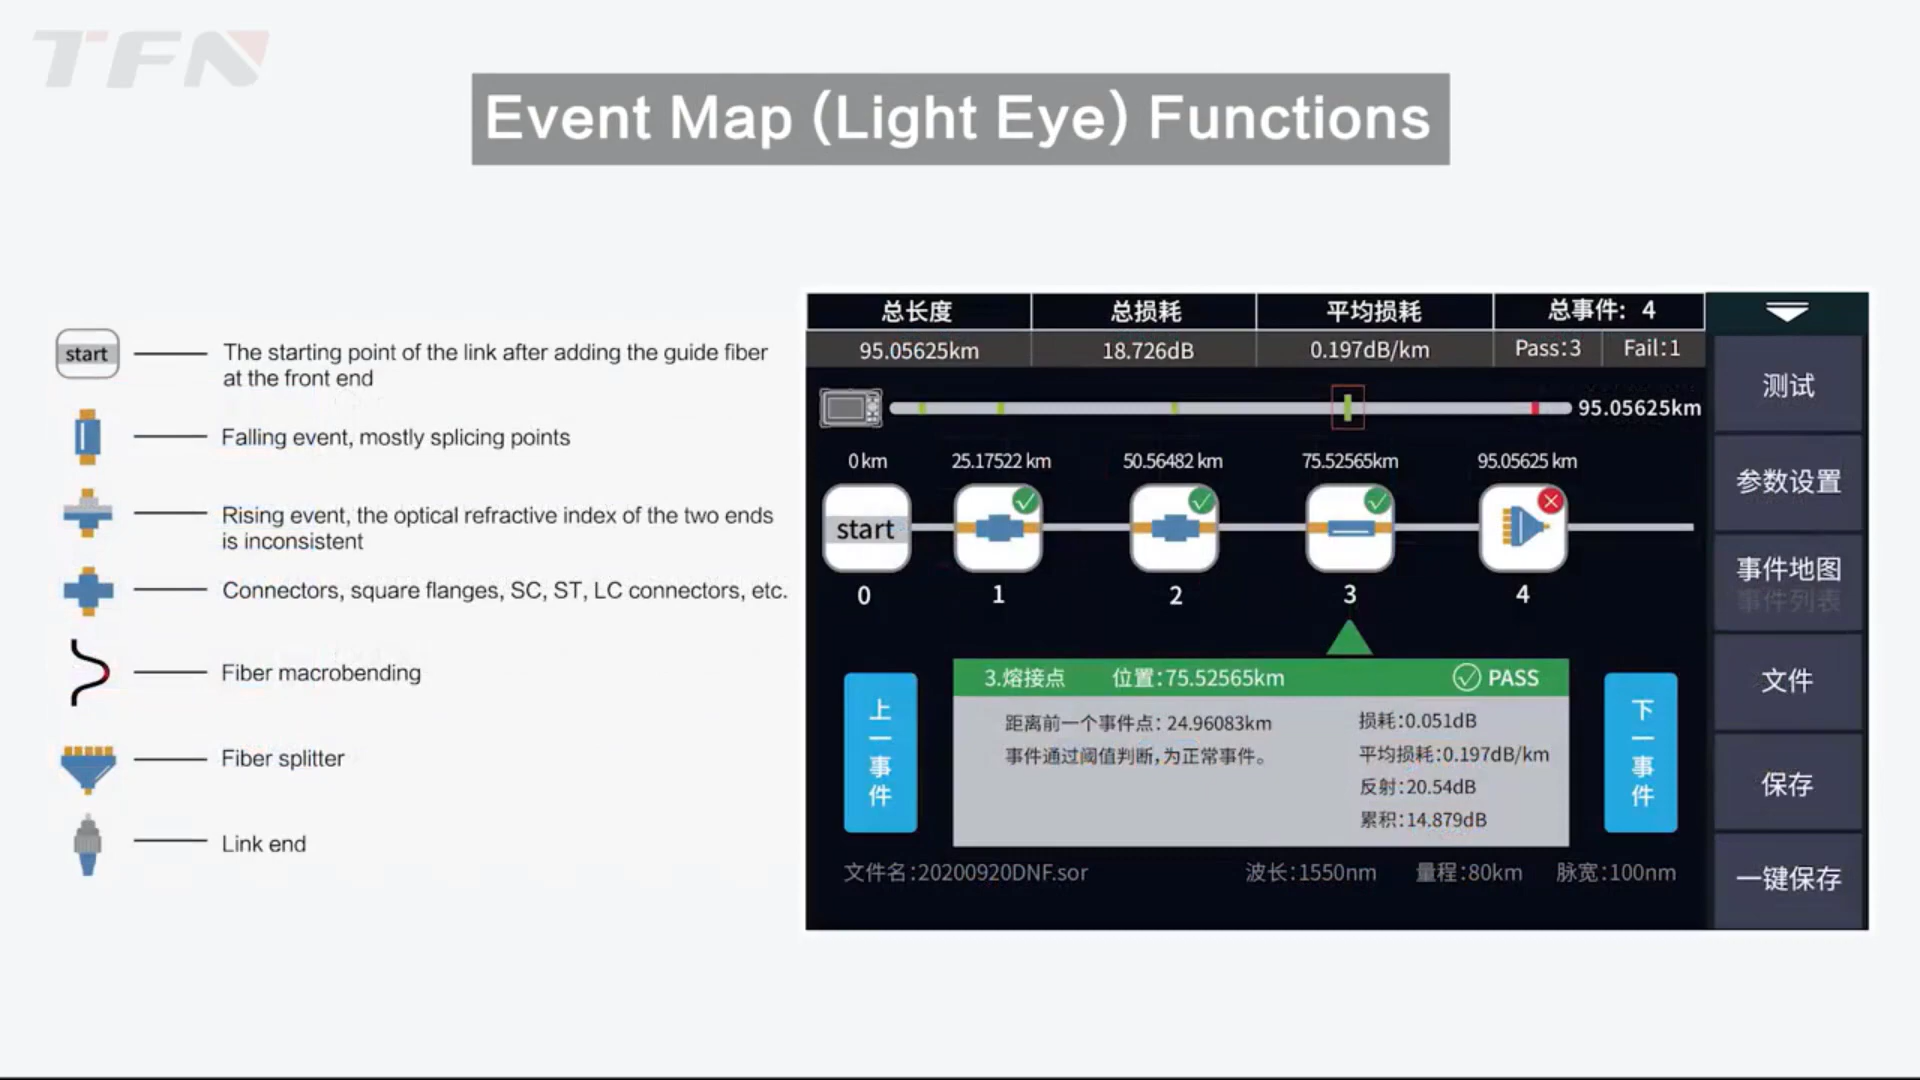 TFN
Event Map (Light Eye) Functions
start
The starting point of the link after adding the guide fiber
at the front end
Falling event, mostly splicing points
Rising event, the optical refractive index of the two ends
is inconsistent
Connectors, square flanges, SC, ST, LC connectors, etc.
Fiber macrobending
Fiber splitter
Link end
总长度 总损耗 平均损耗 总事件: 4
95.05625km 18.726dB 0.197dB/km Pass:3 Fail:1
95.05625km
0km 25.17522 km 50.56482 km 75.52565km 95.05625 km
start
0 1 2 3 4
3.熔接点 位置:75.52565km PASS
距离前一个事件点: 24.96083km
事件通过阈值判断,为正常事件。
损耗:0.051dB
平均损耗:0.197dB/km
反射:20.54dB
累积:14.879dB
上一事件
下一事件
文件名:20200920DNF.sor 波长:1550nm 量程:80km 脉宽:100nm
测试
参数设置
事件地图
事件列表
文件
保存
一键保存